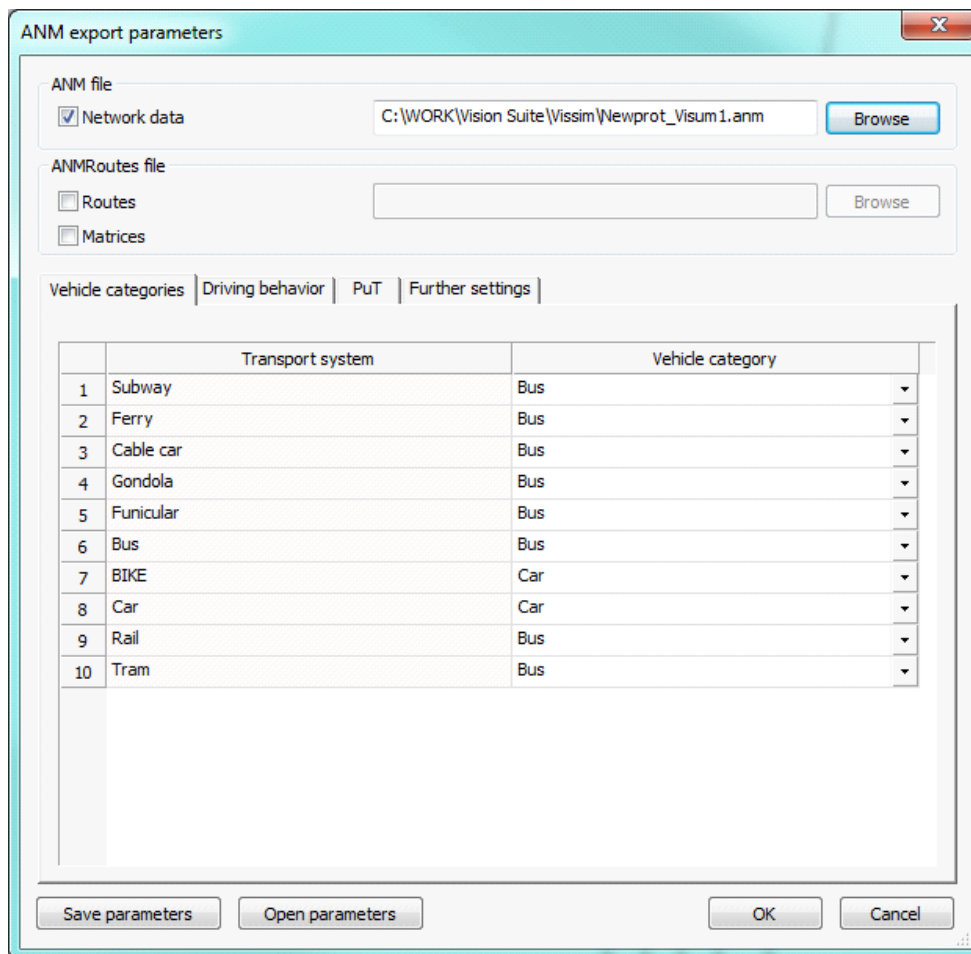 ANM export parameters
ANM file
Network data C:\WORK\Vision Suite\Vissim\Newprot_Visum1.anm Browse
ANMRoutes file
Routes Browse
Matrices
Vehicle categories Driving behavior PuT Further settings
Transport system Vehicle category
1 Subway Bus
2 Ferry Bus
3 Cable car Bus
4 Gondola Bus
5 Funicular Bus
6 Bus Bus
7 BIKE Car
8 Car Car
9 Rail Bus
10 Tram Bus
Save parameters Open parameters OK Cancel